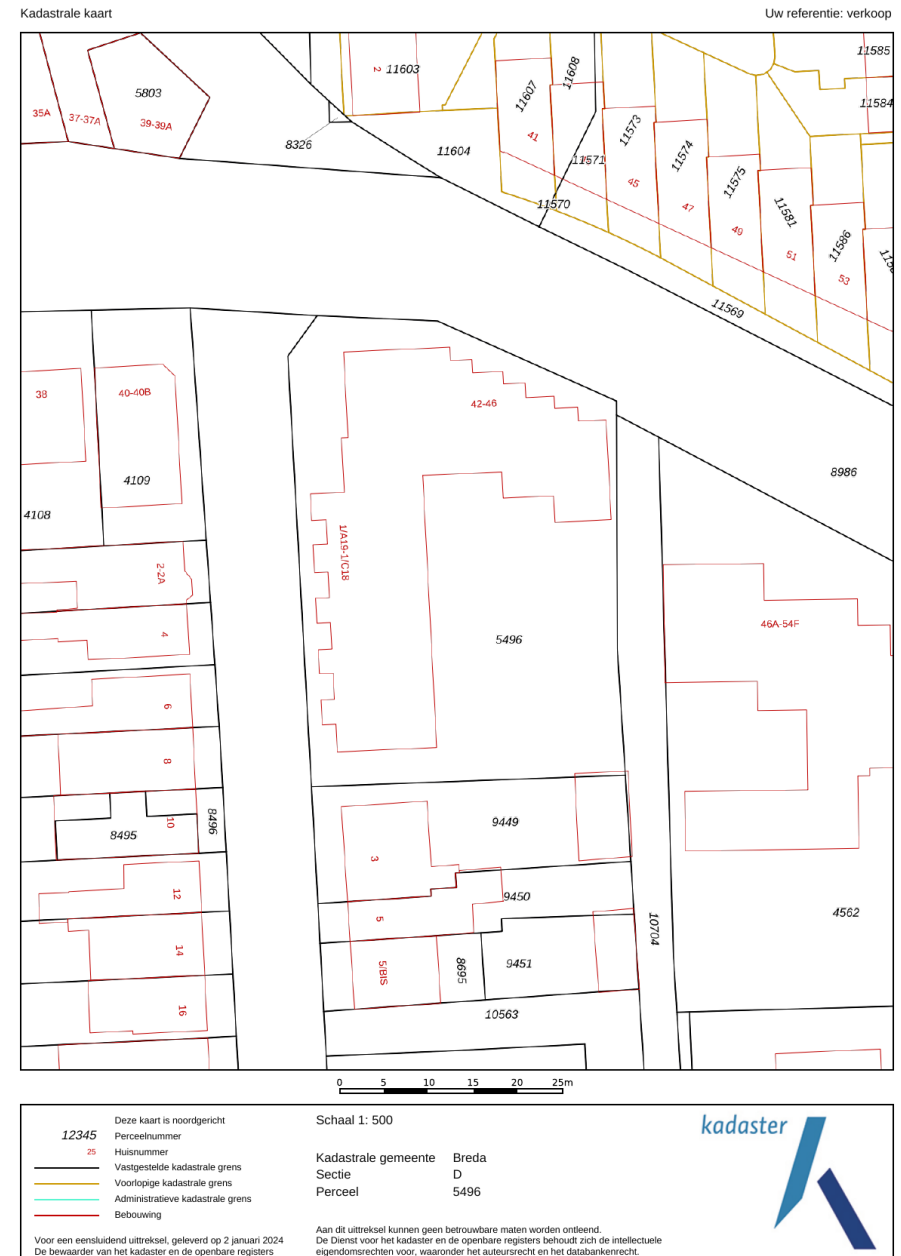 Kadastrale kaart
Uw referentie: verkoop
11585
2 11603
11608
5803
11607
11584
35A
37-37A
39-39A
11573
41
8326
11604
11574
11571
11575
45
11570
47
11581
49
11586
51
53
11569
38
40-40B
42-46
4109
8986
4108
1/A19-1/C18
2-2A
4
5496
46A-54F
6
8
10
8495
8496
9449
3
12
9450
5
4562
10704
14
5/BIS
8695
9451
16
10563
0 5 10 15 20 25m
Deze kaart is noordgericht
12345 Perceelnummer
25 Huisnummer
Vastgestelde kadastrale grens
Voorlopige kadastrale grens
Administratieve kadastrale grens
Bebouwing
Voor een eensluidend uittreksel, geleverd op 2 januari 2024
De bewaarder van het kadaster en de openbare registers
Schaal 1: 500
Kadastrale gemeente Breda
Sectie D
Perceel 5496
Aan dit uittreksel kunnen geen betrouwbare maten worden ontleend.
De Dienst voor het kadaster en de openbare registers behoudt zich de intellectuele
eigendomsrechten voor, waaronder het auteursrecht en het databankenrecht.
kadaster